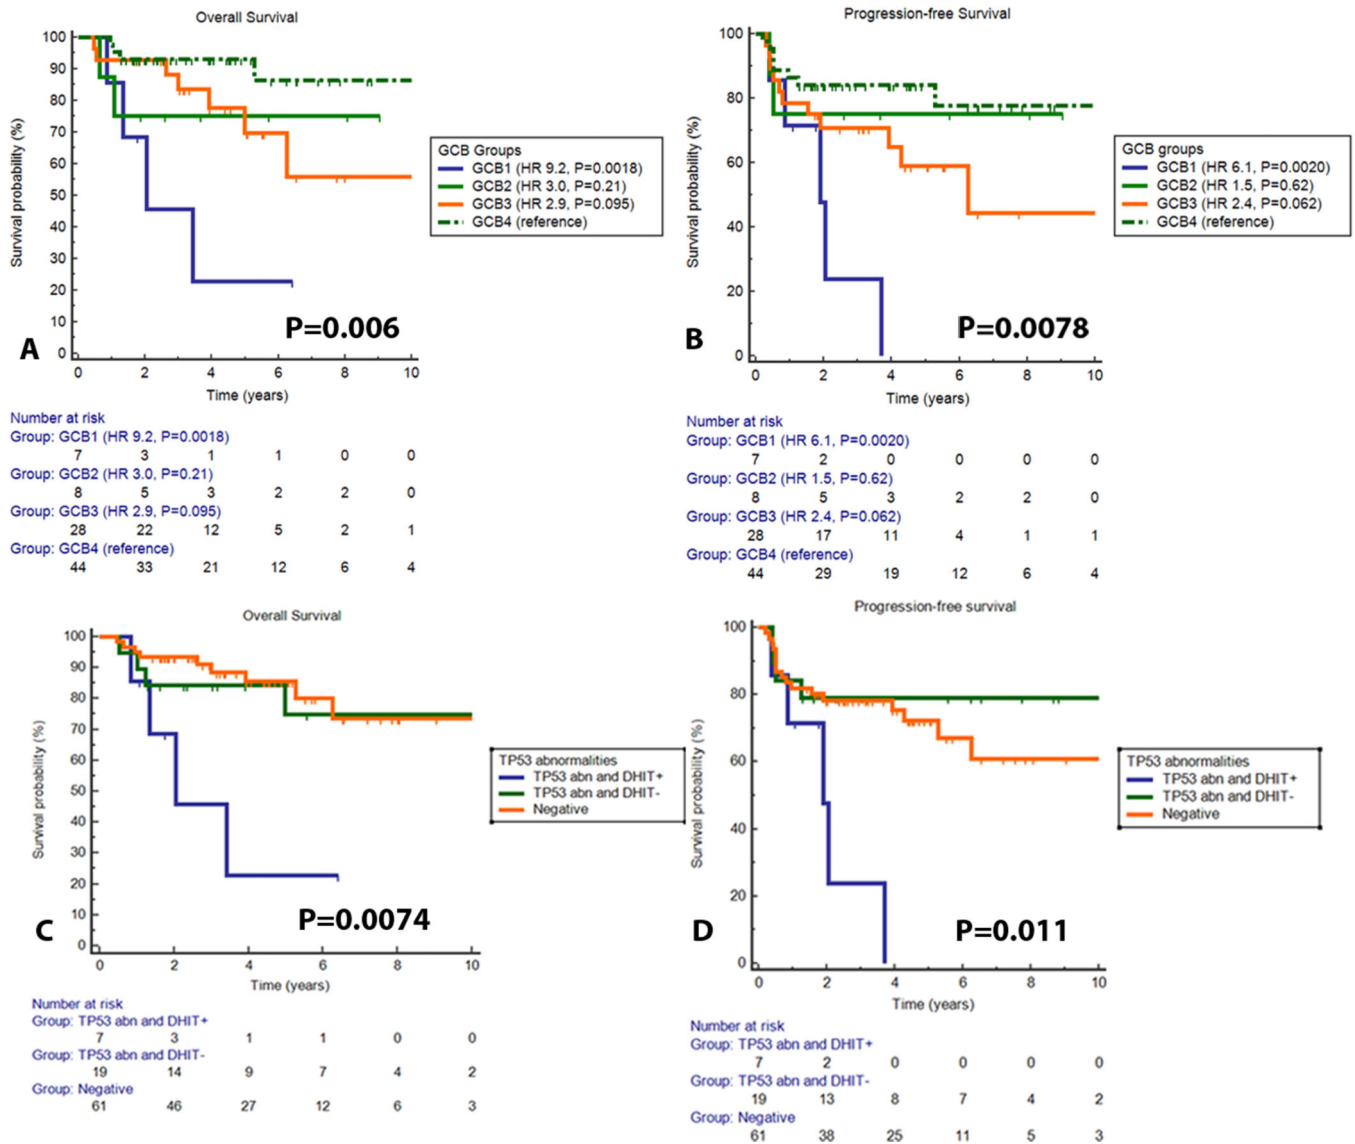 Overall Survival
100
90
80
70
60
50
40
30
20
10
0
Survival probability (%)
0 2 4 6 8 10
Time (years)
GCB Groups
GCB1 (HR 9.2, P=0.0018)
GCB2 (HR 3.0, P=0.21)
GCB3 (HR 2.9, P=0.095)
GCB4 (reference)
P=0.006
A
Number at risk
Group: GCB1 (HR 9.2, P=0.0018)
7 3 1 1 0 0
Group: GCB2 (HR 3.0, P=0.21)
8 5 3 2 2 0
Group: GCB3 (HR 2.9, P=0.095)
28 22 12 5 2 1
Group: GCB4 (reference)
44 33 21 12 6 4
Progression-free Survival
100
80
60
40
20
0
Survival probability (%)
0 2 4 6 8 10
Time (years)
GCB groups
GCB1 (HR 6.1, P=0.0020)
GCB2 (HR 1.5, P=0.62)
GCB3 (HR 2.4, P=0.062)
GCB4 (reference)
P=0.0078
B
Number at risk
Group: GCB1 (HR 6.1, P=0.0020)
7 2 0 0 0 0
Group: GCB2 (HR 1.5, P=0.62)
8 5 3 2 2 0
Group: GCB3 (HR 2.4, P=0.062)
28 17 11 4 1 1
Group: GCB4 (reference)
44 29 19 12 6 4
Overall Survival
100
90
80
70
60
50
40
30
20
10
0
Survival probability (%)
0 2 4 6 8 10
Time (years)
TP53 abnormalities
TP53 abn and DHIT+
TP53 abn and DHIT-
Negative
P=0.0074
C
Number at risk
Group: TP53 abn and DHIT+
7 3 1 1 0 0
Group: TP53 abn and DHIT-
19 14 9 7 4 2
Group: Negative
61 46 27 12 6 3
Progression-free survival
100
80
60
40
20
0
Survival probability (%)
0 2 4 6 8 10
Time (years)
TP53 abnormalities
TP53 abn and DHIT+
TP53 abn and DHIT-
Negative
P=0.011
D
Number at risk
Group: TP53 abn and DHIT+
7 2 0 0 0 0
Group: TP53 abn and DHIT-
19 13 8 7 4 2
Group: Negative
61 38 25 11 5 3